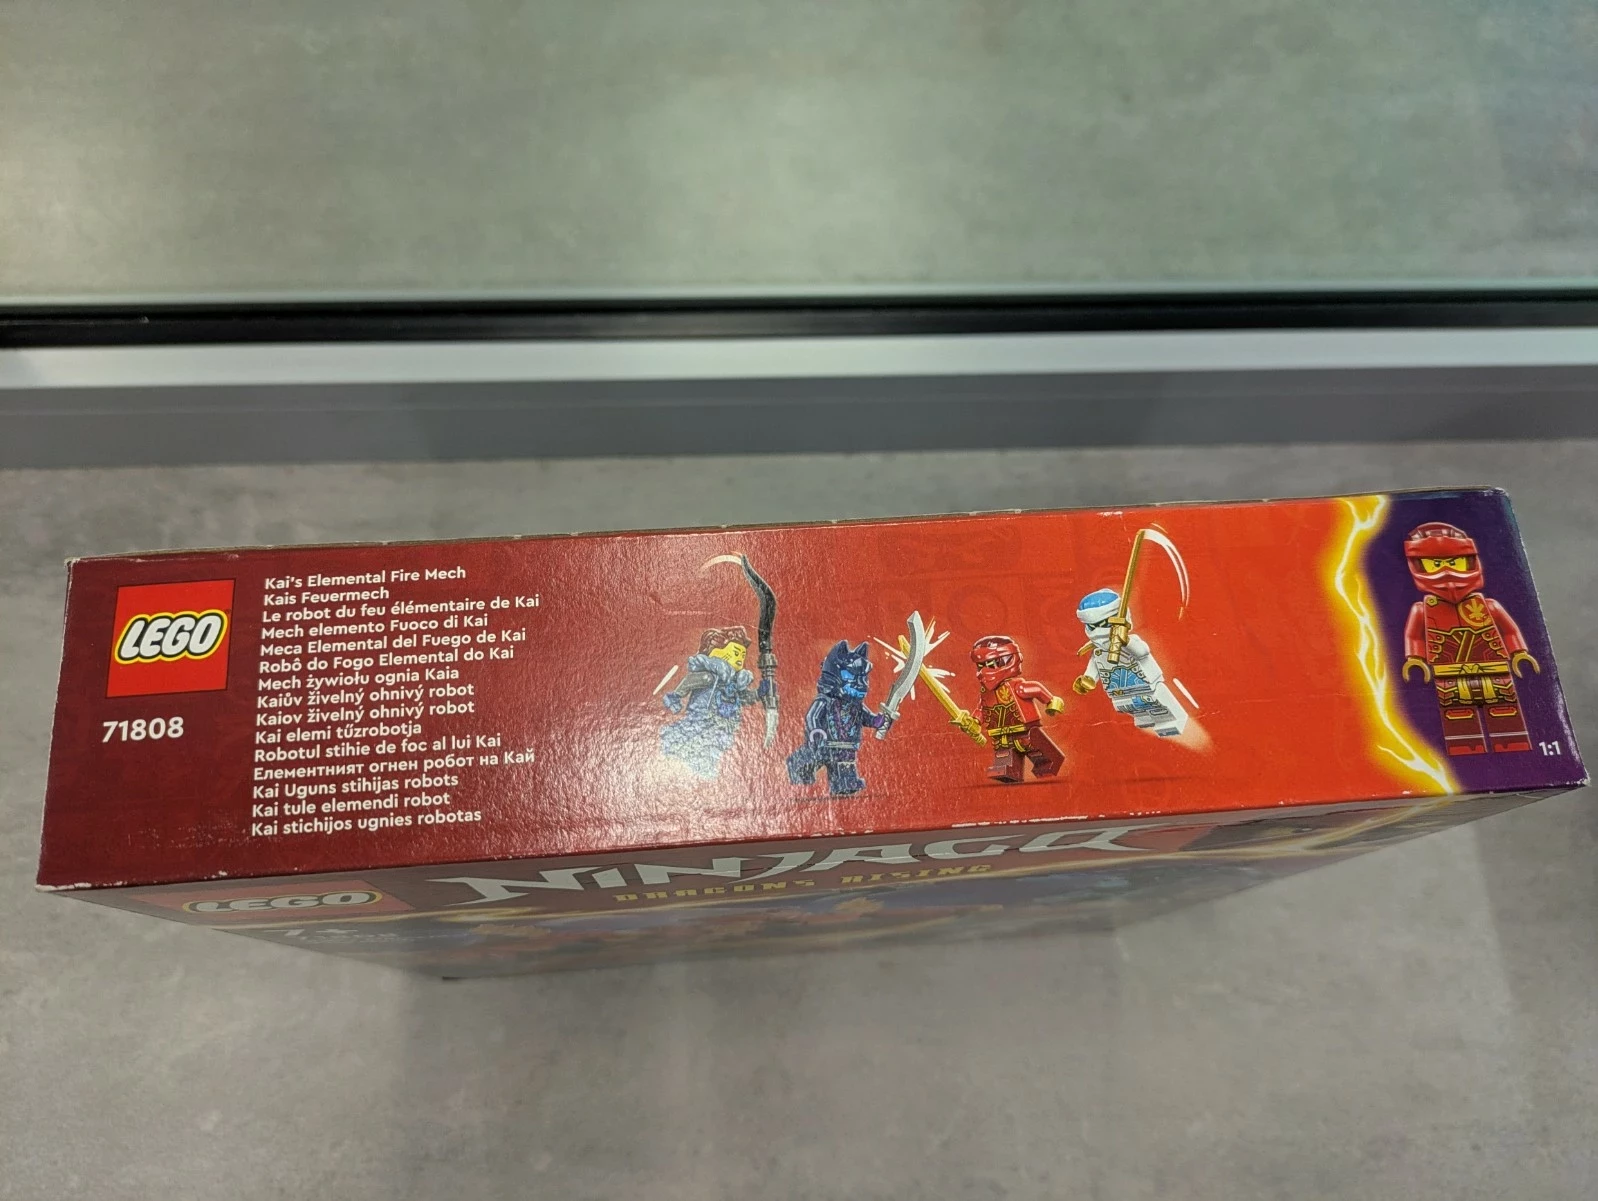 LEGO
71808
Kai's Elemental Fire Mech
Kais Feuermech
Le robot du feu élémentaire de Kai
Mech elemento Fuoco di Kai
Meca Elemental del Fuego de Kai
Robô do Fogo Elemental do Kai
Mech żywiołu ognia Kaia
Kaiův živelný ohnivý robot
Kaiov živelný ohnivý robot
Kai elemi tűzrobotja
Robotul stihie de foc al lui Kai
Елементният огнен робот на Кай
Kai Uguns stihijas robots
Kai tule elemendi robot
Kai stichijos ugnies robotas
1:1
LEGO
NINJAGO
DRAGONS RISING
7+